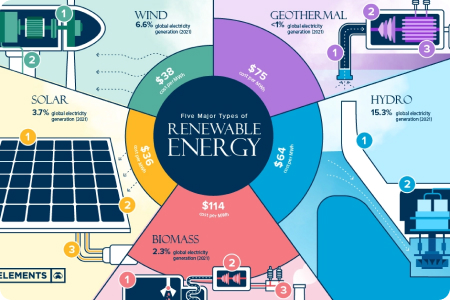 WIND
6.6% global electricity
generation (2021)
1
2
GEOTHERMAL
<1% global electricity
generation (2021)
1
2
3
SOLAR
3.7% global electricity
generation (2021)
1
2
3
HYDRO
15.3% global electricity
generation (2021)
1
2
$38
cost per MWh
$75
cost per MWh
$36
cost per MWh
$64
cost per MWh
Five Major Types of
RENEWABLE
ENERGY
$114
cost per MWh
BIOMASS
2.3% global electricity
generation (2021)
1
2
3
ELEMENTS